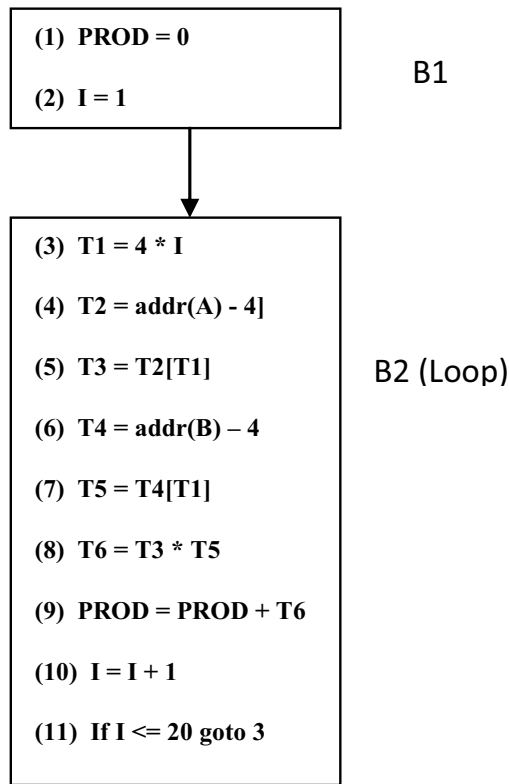 (1) PROD = 0
(2) I = 1
B1
(3) T1 = 4 * I
(4) T2 = addr(A) - 4]
(5) T3 = T2[T1]
B2 (Loop)
(6) T4 = addr(B) – 4
(7) T5 = T4[T1]
(8) T6 = T3 * T5
(9) PROD = PROD + T6
(10) I = I + 1
(11) If I <= 20 goto 3